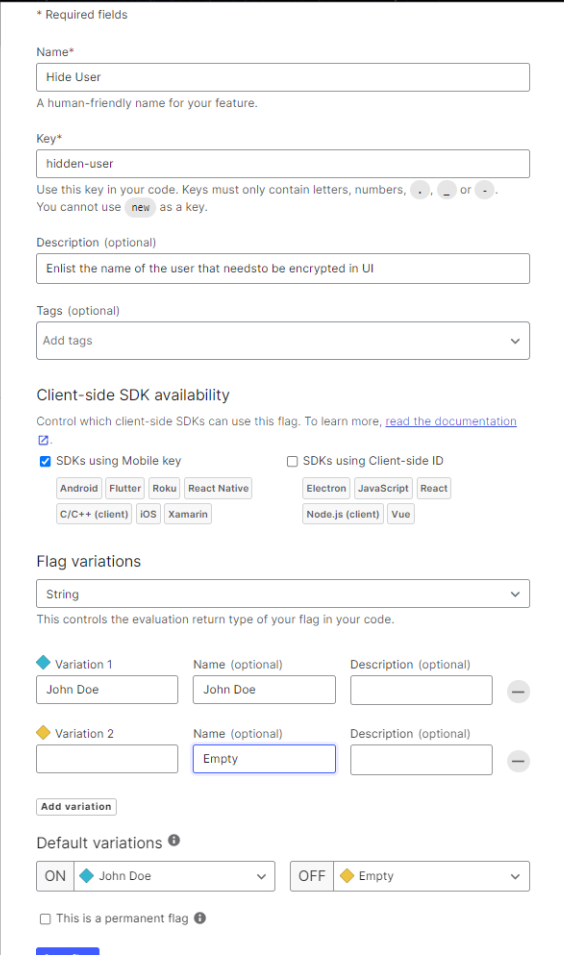 * Required fields
Name*
Hide User
A human-friendly name for your feature.
Key*
hidden-user
Use this key in your code. Keys must only contain letters, numbers, . , _ or - .
You cannot use new as a key.
Description (optional)
Enlist the name of the user that needsto be encrypted in UI
Tags (optional)
Add tags
Client-side SDK availability
Control which client-side SDKs can use this flag. To learn more, read the documentation
.
SDKs using Mobile key
Android Flutter Roku React Native
C/C++ (client) iOS Xamarin
SDKs using Client-side ID
Electron JavaScript React
Node.js (client) Vue
Flag variations
String
This controls the evaluation return type of your flag in your code.
Variation 1 Name (optional) Description (optional)
John Doe John Doe
Variation 2 Name (optional) Description (optional)
Empty
Add variation
Default variations
ON John Doe OFF Empty
This is a permanent flag